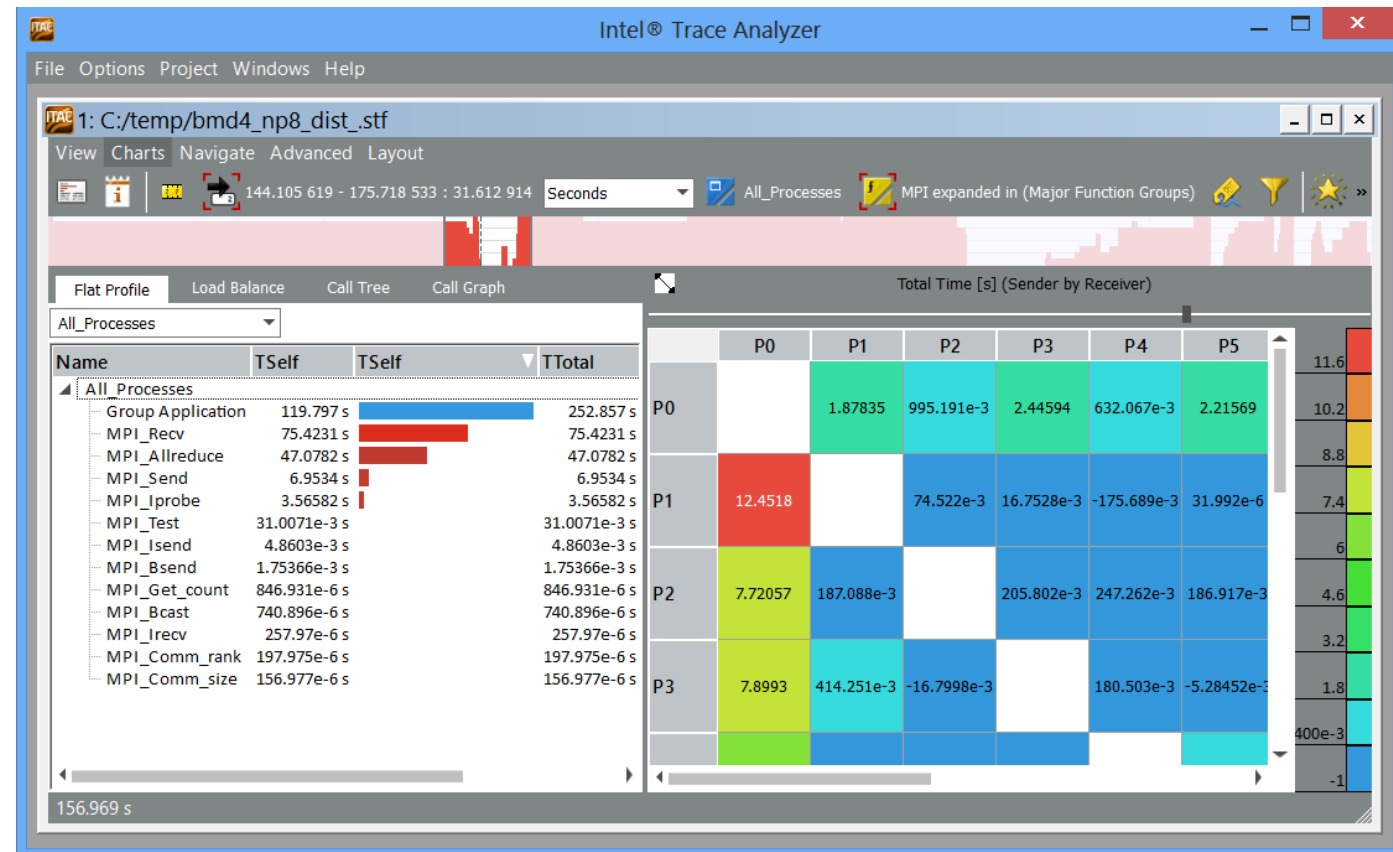 ITAC Intel® Trace Analyzer
File Options Project Windows Help
ITAC 1: C:/temp/bmd4_np8_dist_.stf
View Charts Navigate Advanced Layout
144.105 619 - 175.718 533 : 31.612 914 Seconds All_Processes MPI expanded in (Major Function Groups) »
Flat Profile Load Balance Call Tree Call Graph
All_Processes
Name TSelf TSelf TTotal
All_Processes
Group Application 119.797 s 252.857 s
MPI_Recv 75.4231 s 75.4231 s
MPI_Allreduce 47.0782 s 47.0782 s
MPI_Send 6.9534 s 6.9534 s
MPI_Iprobe 3.56582 s 3.56582 s
MPI_Test 31.0071e-3 s 31.0071e-3 s
MPI_Isend 4.8603e-3 s 4.8603e-3 s
MPI_Bsend 1.75366e-3 s 1.75366e-3 s
MPI_Get_count 846.931e-6 s 846.931e-6 s
MPI_Bcast 740.896e-6 s 740.896e-6 s
MPI_Irecv 257.97e-6 s 257.97e-6 s
MPI_Comm_rank 197.975e-6 s 197.975e-6 s
MPI_Comm_size 156.977e-6 s 156.977e-6 s
Total Time [s] (Sender by Receiver)
P0 P1 P2 P3 P4 P5
P0 1.87835 995.191e-3 2.44594 632.067e-3 2.21569
P1 12.4518 74.522e-3 16.7528e-3 -175.689e-3 31.992e-6
P2 7.72057 187.088e-3 205.802e-3 247.262e-3 186.917e-3
P3 7.8993 414.251e-3 -16.7998e-3 180.503e-3 -5.28452e-3
11.6
10.2
8.8
7.4
6
4.6
3.2
1.8
400e-3
-1
156.969 s